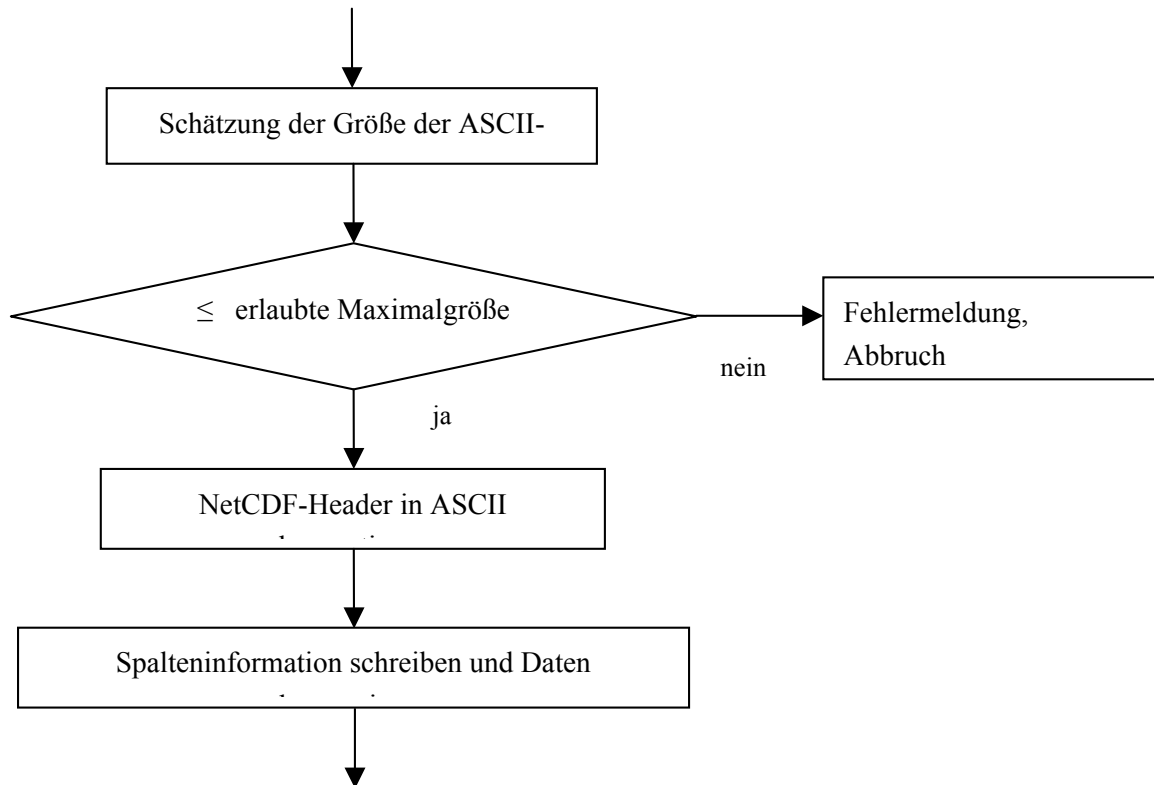 Schätzung der Größe der ASCII-
≤ erlaubte Maximalgröße
Fehlermeldung,
Abbruch
nein
ja
NetCDF-Header in ASCII
Spalteninformation schreiben und Daten